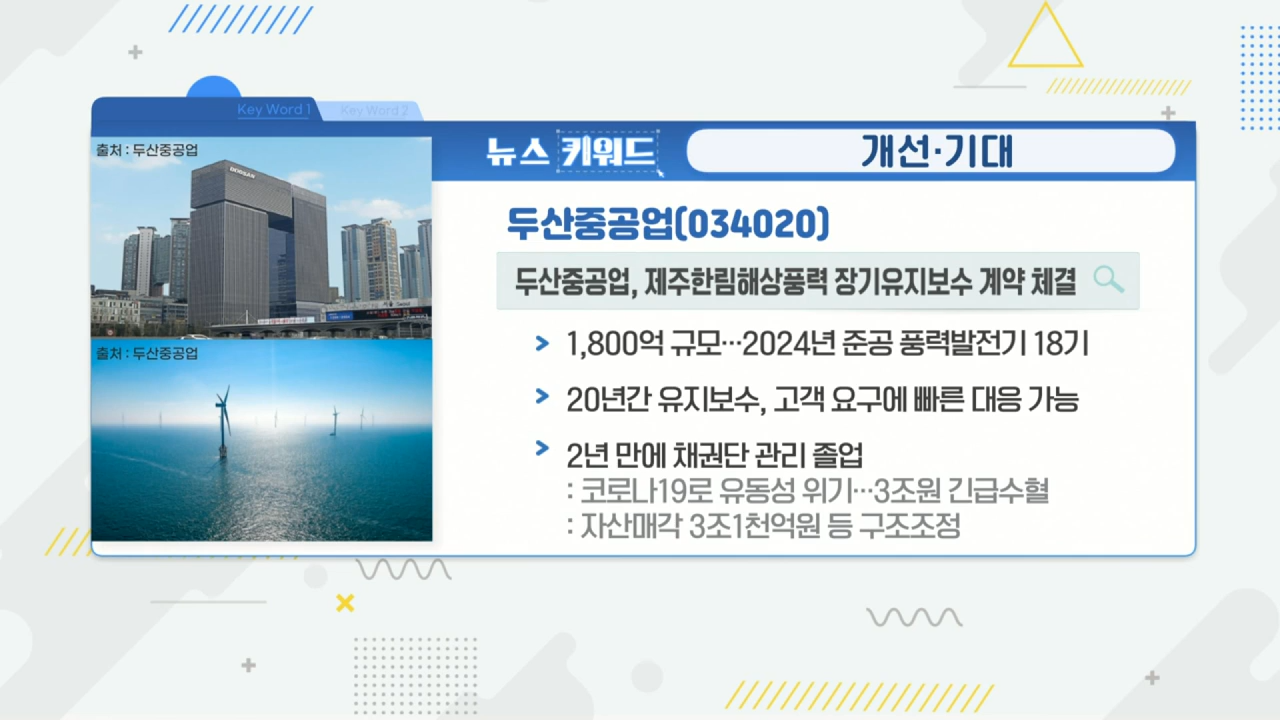 Key Word 1
Key Word 2
출처 : 두산중공업
DOOSAN
뉴스 키워드
개선·기대
두산중공업(034020)
두산중공업, 제주한림해상풍력 장기유지보수 계약 체결
1,800억 규모···2024년 준공 풍력발전기 18기
20년간 유지보수, 고객 요구에 빠른 대응 가능
출처 : 두산중공업
2년 만에 채권단 관리 졸업
: 코로나19로 유동성 위기···3조원 긴급수혈
: 자산매각 3조1천억원 등 구조조정